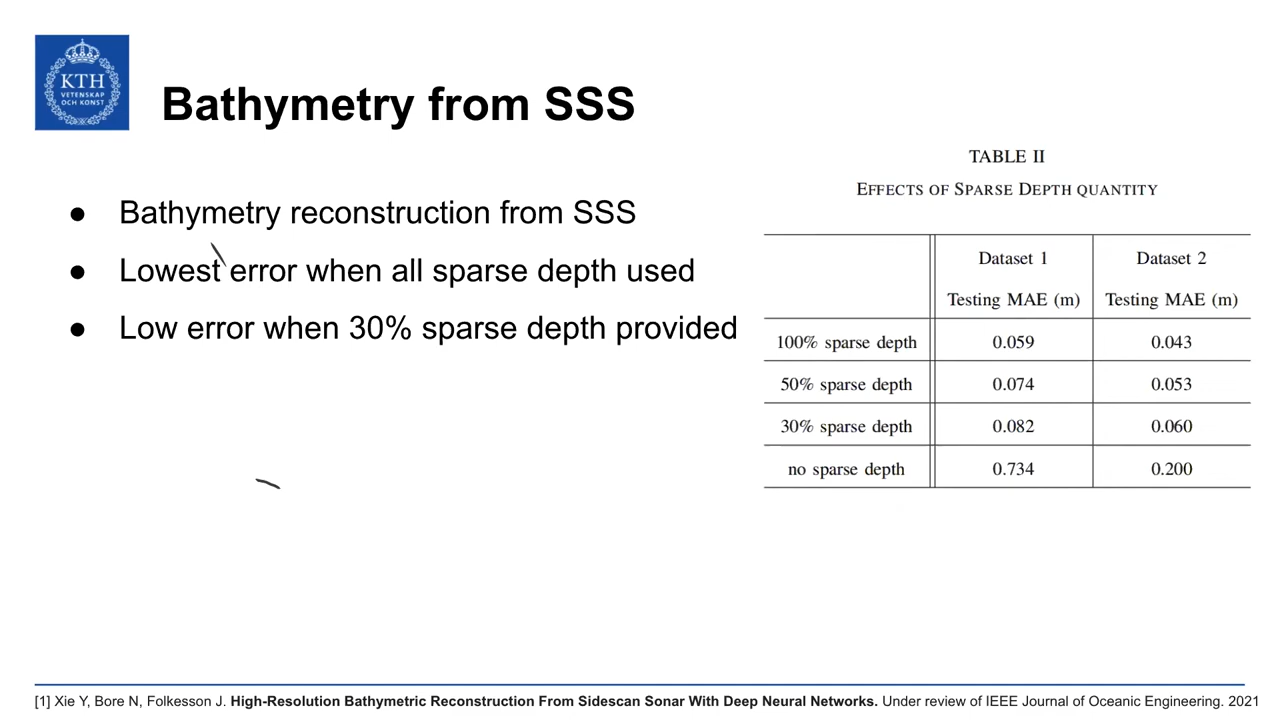 KTH
VETENSKAP
OCH KONST
Bathymetry from SSS
● Bathymetry reconstruction from SSS
● Lowest error when all sparse depth used
● Low error when 30% sparse depth provided
TABLE II
EFFECTS OF SPARSE DEPTH QUANTITY
Dataset 1 Dataset 2
Testing MAE (m) Testing MAE (m)
100% sparse depth 0.059 0.043
50% sparse depth 0.074 0.053
30% sparse depth 0.082 0.060
no sparse depth 0.734 0.200
[1] Xie Y, Bore N, Folkesson J. High-Resolution Bathymetric Reconstruction From Sidescan Sonar With Deep Neural Networks. Under review of IEEE Journal of Oceanic Engineering. 2021